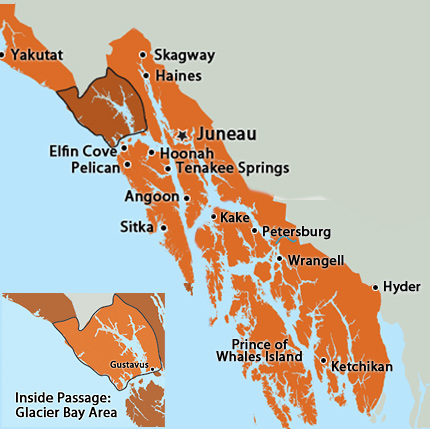 Yakutat
Skagway
Haines
Juneau
Elfin Cove
Hoonah
Pelican
Tenakee Springs
Angoon
Kake
Sitka
Petersburg
Wrangell
Hyder
Prince of
Whales Island
Ketchikan
Gustavus
Inside Passage:
Glacier Bay Area